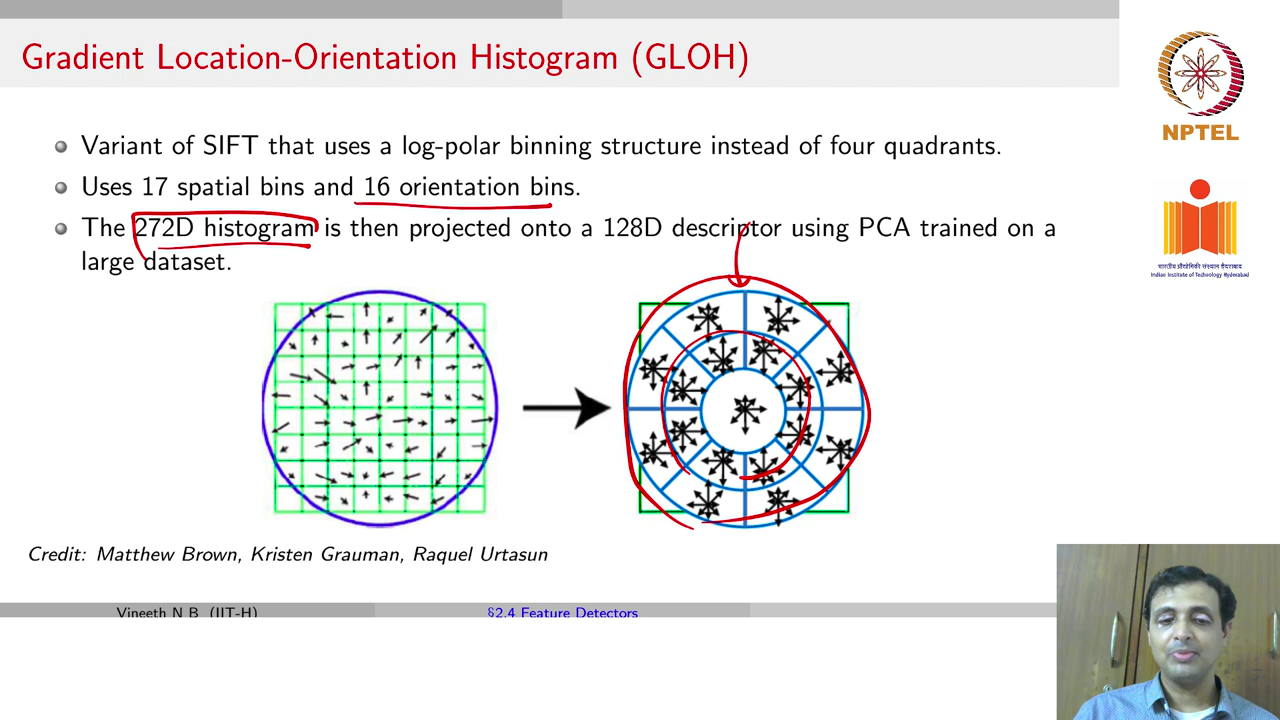 Gradient Location-Orientation Histogram (GLOH)
NPTEL
Variant of SIFT that uses a log-polar binning structure instead of four quadrants.
Uses 17 spatial bins and 16 orientation bins.
The 272D histogram is then projected onto a 128D descriptor using PCA trained on a
large dataset.
भारतीय प्रौद्योगिकी संस्थान हैदराबाद
Indian Institute of Technology Hyderabad
Credit: Matthew Brown, Kristen Grauman, Raquel Urtasun
Vineeth N B (IIT-H)
§2.4 Feature Detectors